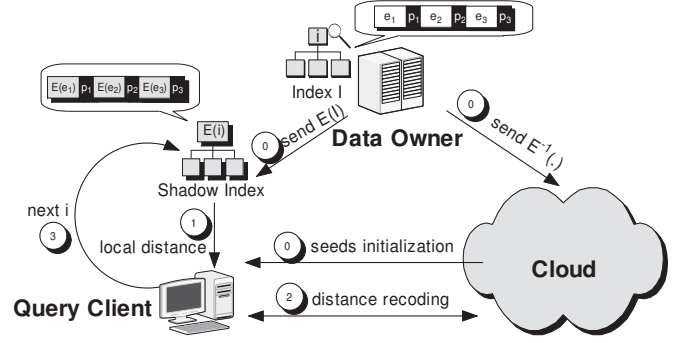 e1 p1 e2 p2 e3 p3
i
Index I
Data Owner
E(e1) p1 E(e2) p2 E(e3) p3
E(i)
Shadow Index
0 send E(I)
0 send E-1(.)
next i
3
1
local distance
0 seeds initialization
Cloud
Query Client
2 distance recoding